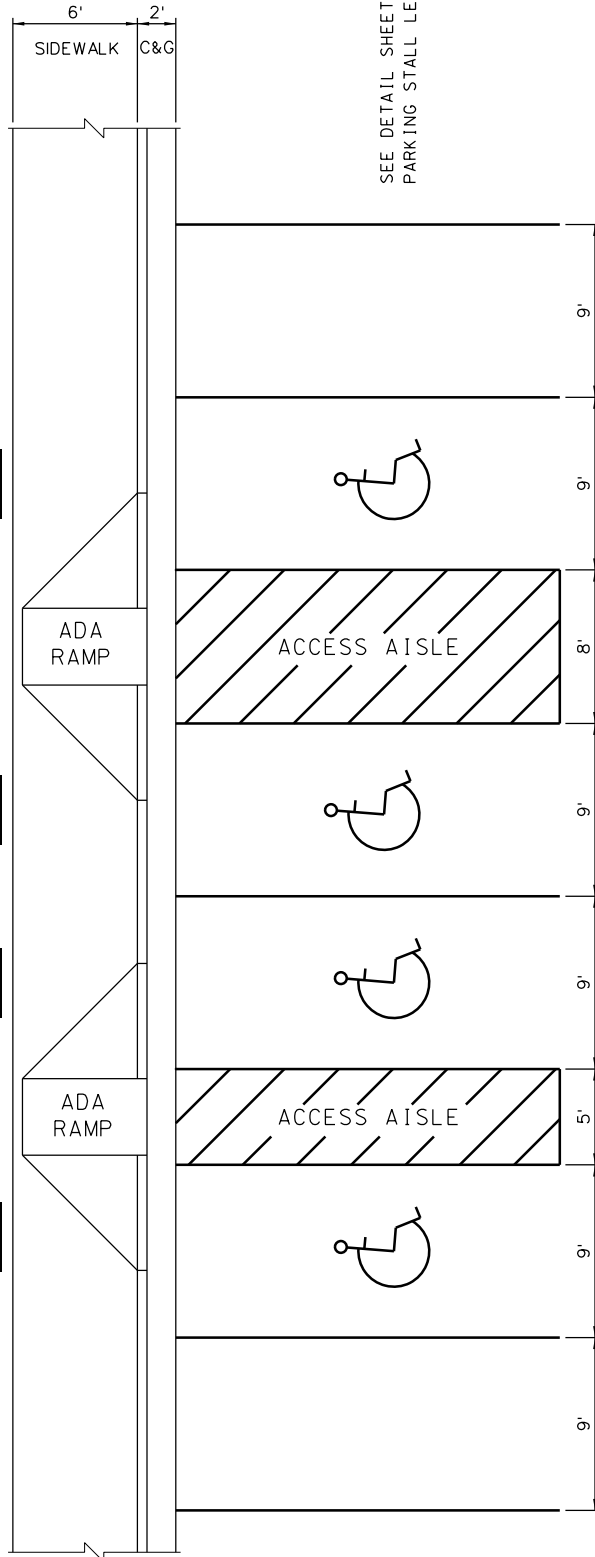 6' 2'
SIDEWALK C&G
SEE DETAIL SHEET
PARKING STALL
9'
9'
ADA
RAMP
ACCESS AISLE
8'
9'
9'
ADA
RAMP
ACCESS AISLE
5'
9'
9'